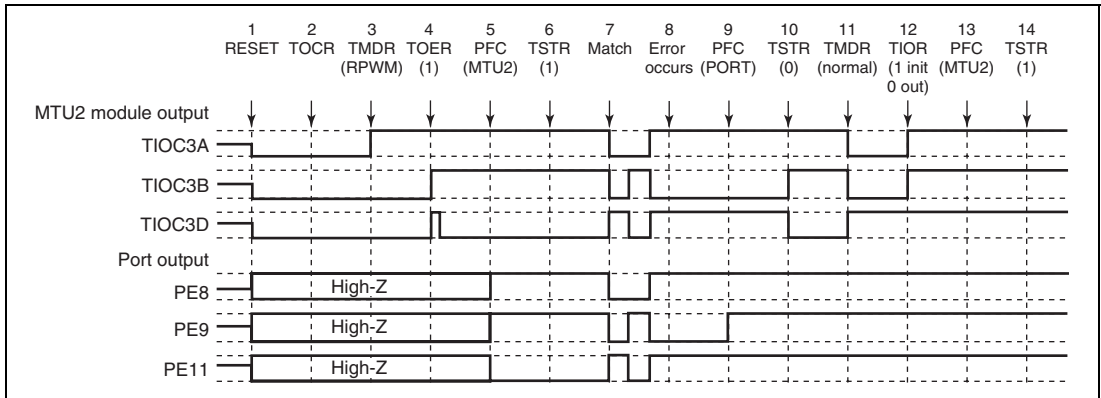 1 2 3 4 5 6 7 8 9 10 11 12 13 14
RESET TOCR TMDR TOER PFC TSTR Match Error PFC TSTR TMDR TIOR PFC TSTR
(RPWM) (1) (MTU2) (1) occurs (PORT) (0) (normal) (1 init (MTU2) (1)
0 out)
MTU2 module output
TIOC3A
TIOC3B
TIOC3D
Port output
PE8 High-Z
PE9 High-Z
PE11 High-Z